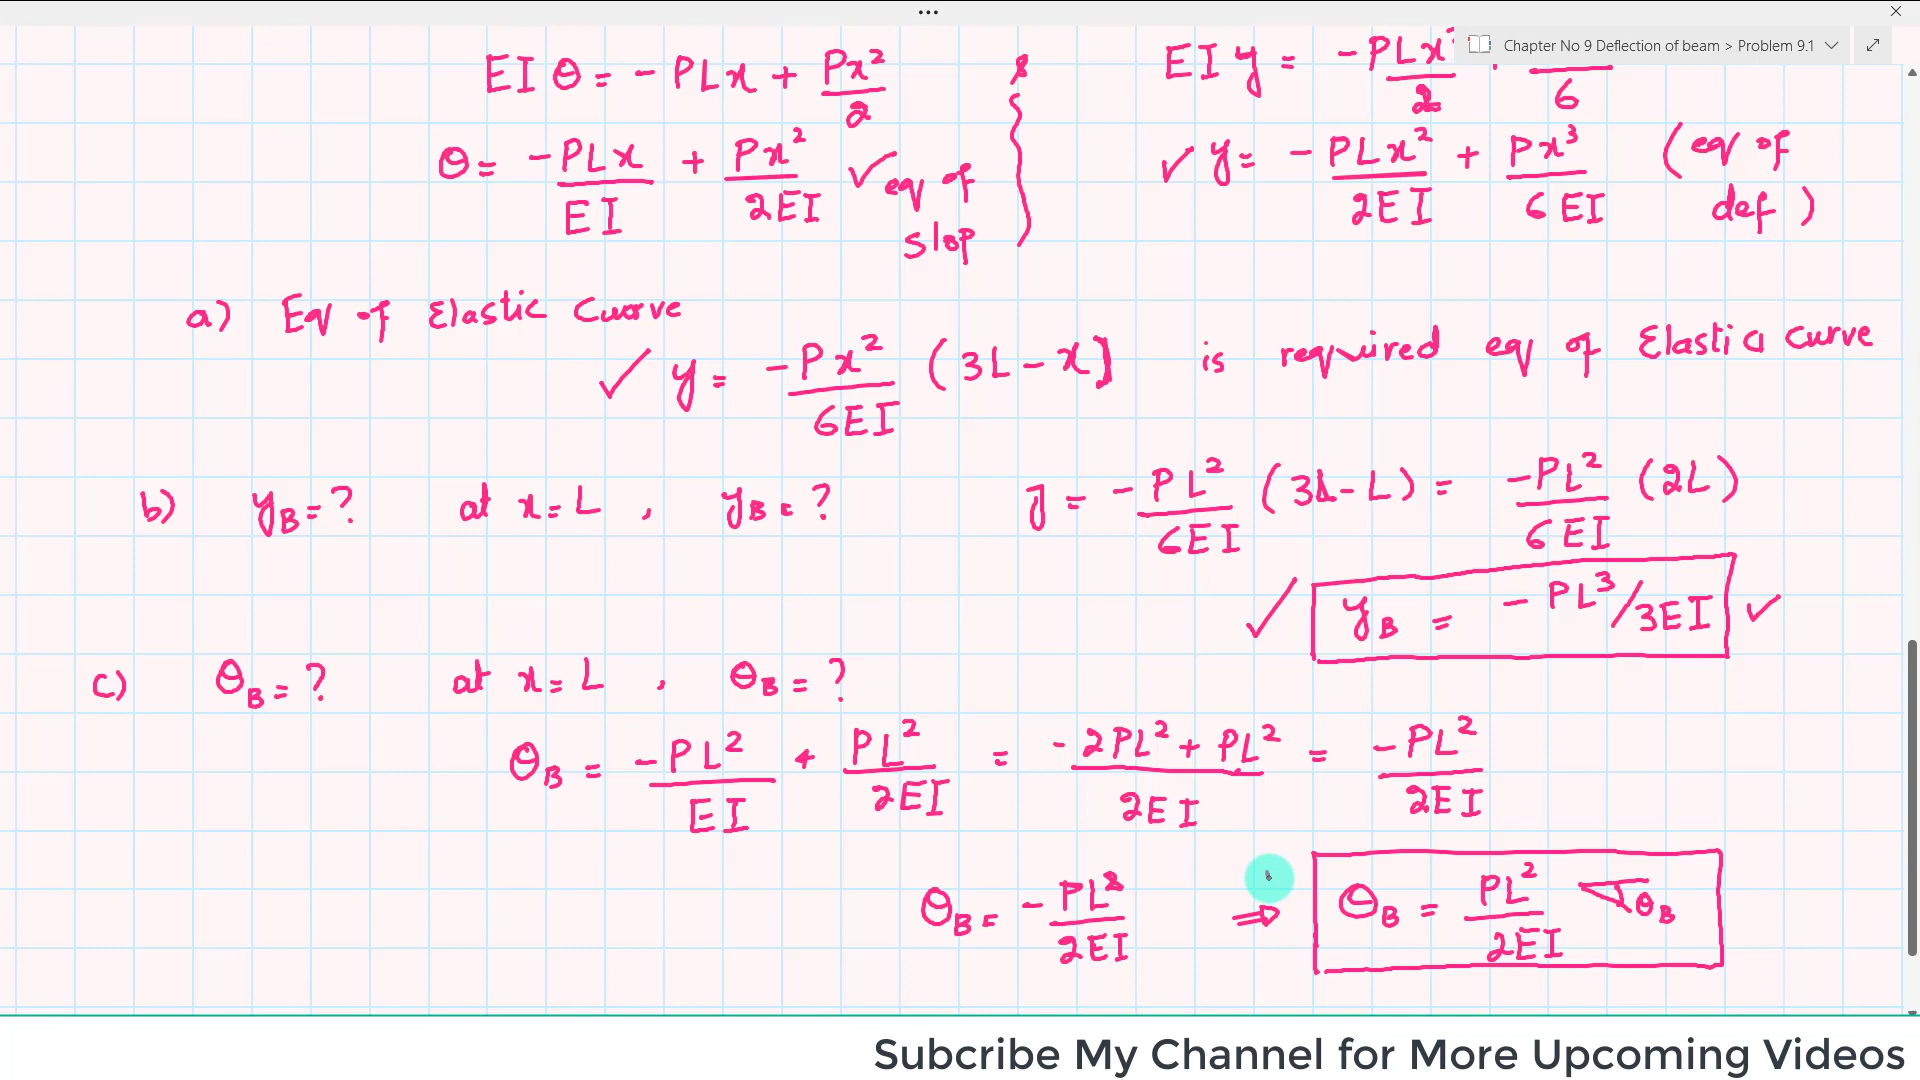 Chapter No 9 Deflection of beam > Problem 9.1
EI θ = - PLx + Px²/2
EI y = -PLx²/2 + /6
θ = -PLx/EI + Px²/2EI ✓ eq of slop
✓ y = -PLx²/2EI + Px³/6EI (eq of def)
a) Eq of Elastic Curve
✓ y = -Px²/6EI (3L - x] is required eq of Elastic Curve
b) yB = ? at x = L , yB = ? y = -PL²/6EI (3L - L) = -PL²/6EI (2L)
✓ yB = - PL³/3EI ✓
c) θB = ? at x = L , θB = ?
θB = -PL²/EI + PL²/2EI = -2PL² + PL²/2EI = -PL²/2EI
θB = - PL²/2EI ⇒ θB = PL²/2EI θB
Subcribe My Channel for More Upcoming Videos